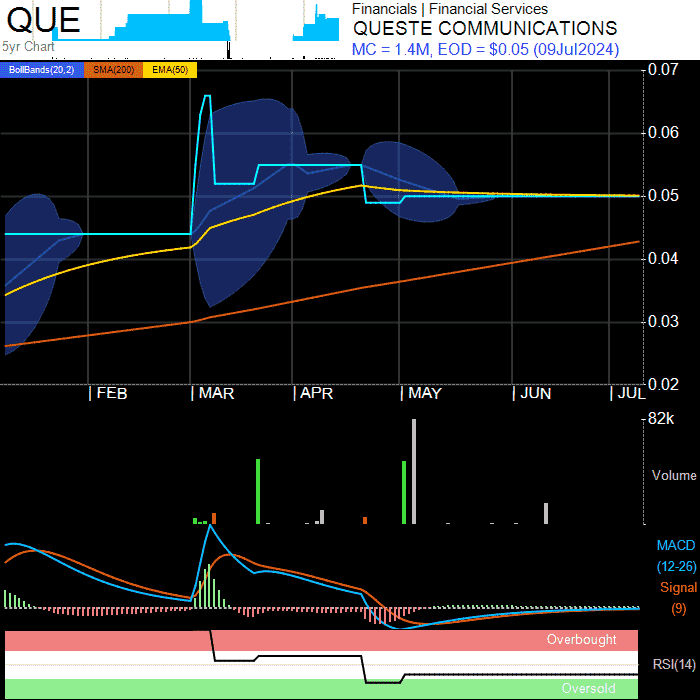 QUE
5yr Chart
Financials | Financial Services
QUESTE COMMUNICATIONS
MC = 1.4M, EOD = $0.05 (09Jul2024)
BollBands(20,2) SMA(200) EMA(50)
0.07
0.06
0.05
0.04
0.03
0.02
| FEB | MAR | APR | MAY | JUN | JUL
82k
Volume
MACD
(12-26)
Signal
(9)
Overbought
RSI(14)
Oversold